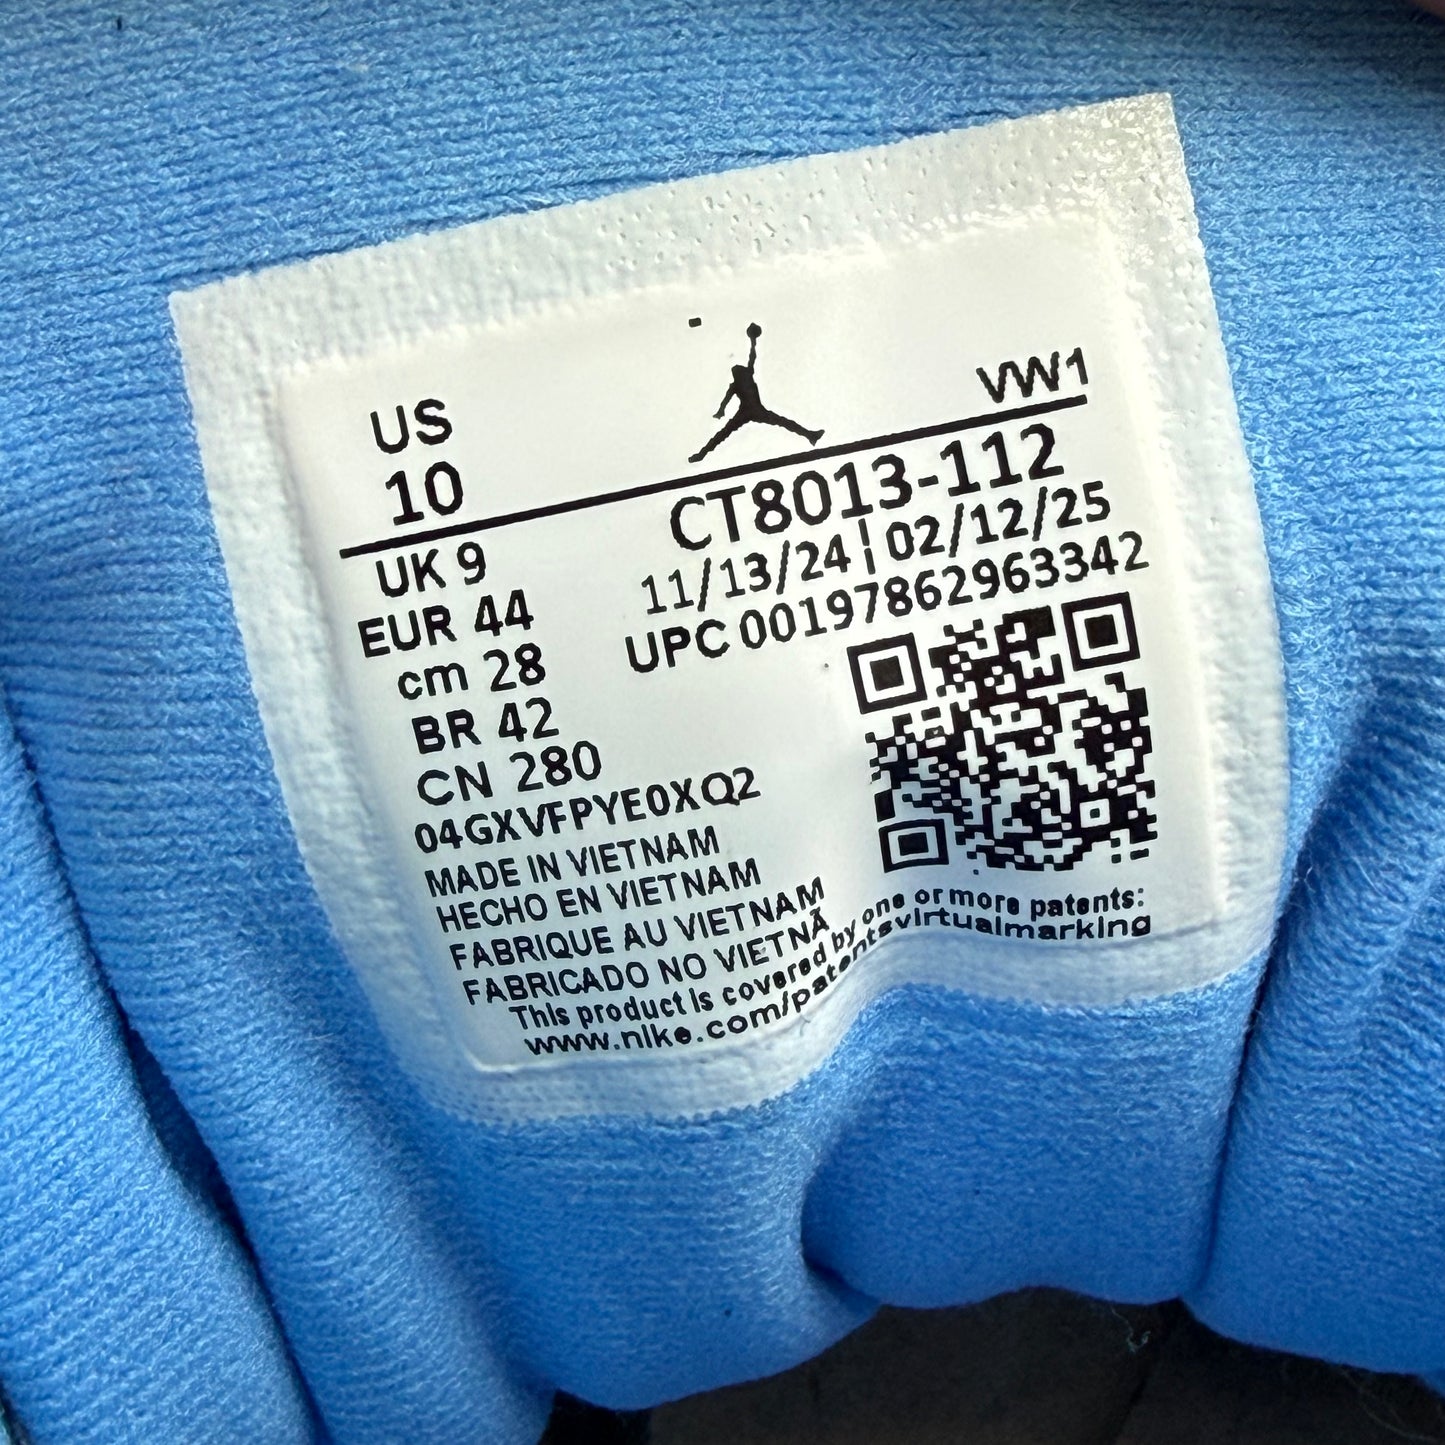 VW1
US
10
CT8013-112
11/13/24 ¦ 02/12/25
UPC 00197862963342
UK 9
EUR 44
cm 28
BR 42
CN 280
04GXVFPYE0XQ2
MADE IN VIETNAM
HECHO EN VIETNAM
FABRIQUE AU VIETNAM
FABRICADO NO VIETNÃ
This product is covered by one or more patents:
www.nike.com/patentsvirtualmarking